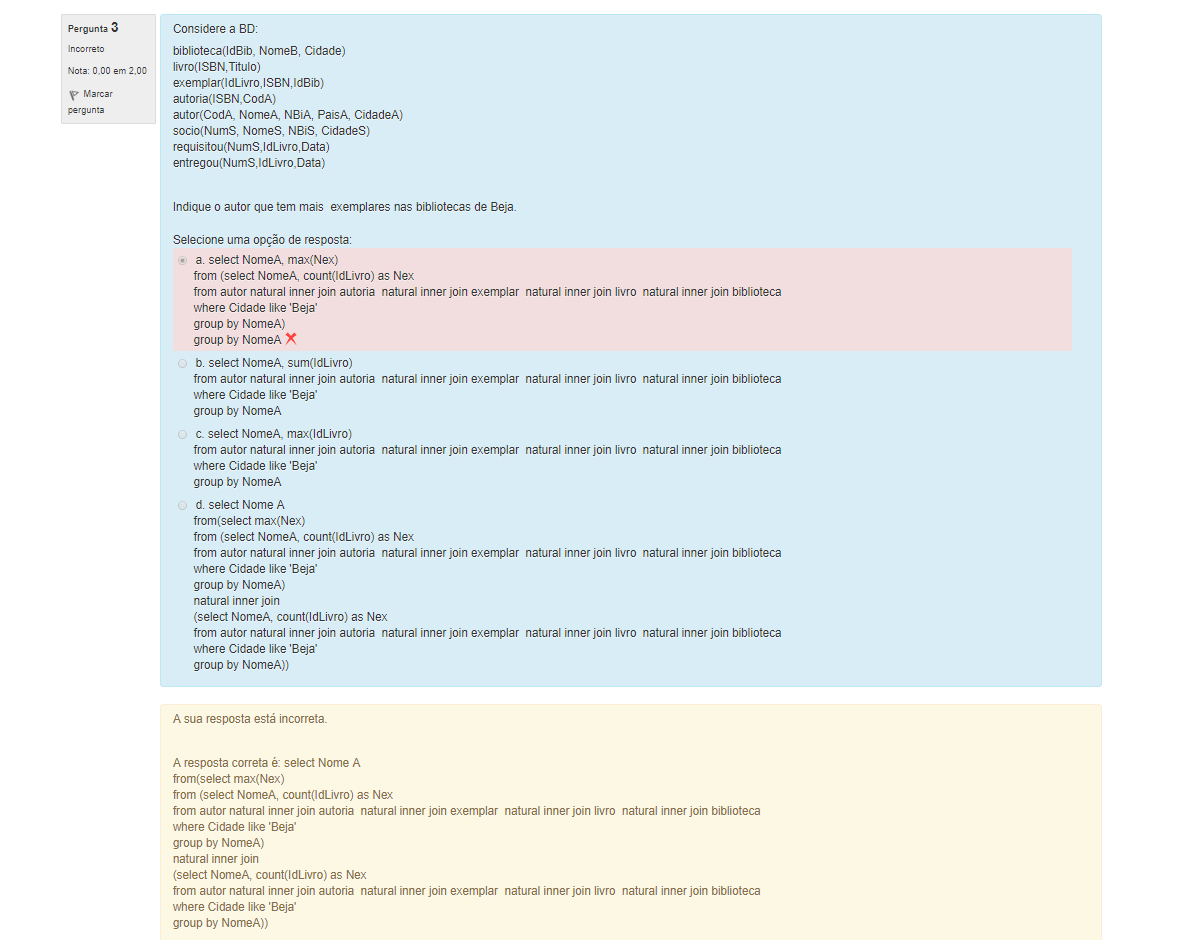 Pergunta 3
Incorreto
Nota: 0,00 em 2,00
Marcar
pergunta
Considere a BD:
biblioteca(IdBib, NomeB, Cidade)
livro(ISBN,Titulo)
exemplar(IdLivro,ISBN,IdBib)
autoria(ISBN,CodA)
autor(CodA, NomeA, NBiA, PaisA, CidadeA)
socio(NumS, NomeS, NBiS, CidadeS)
requisitou(NumS,IdLivro,Data)
entregou(NumS,IdLivro,Data)
Indique o autor que tem mais  exemplares nas bibliotecas de Beja.
Selecione uma opção de resposta:
a. select NomeA, max(Nex)
from (select NomeA, count(IdLivro) as Nex
from autor natural inner join autoria  natural inner join exemplar  natural inner join livro  natural inner join biblioteca
where Cidade like 'Beja'
group by NomeA)
group by NomeA
b. select NomeA, sum(IdLivro)
from autor natural inner join autoria  natural inner join exemplar  natural inner join livro  natural inner join biblioteca
where Cidade like 'Beja'
group by NomeA
c. select NomeA, max(IdLivro)
from autor natural inner join autoria  natural inner join exemplar  natural inner join livro  natural inner join biblioteca
where Cidade like 'Beja'
group by NomeA
d. select Nome A
from(select max(Nex)
from (select NomeA, count(IdLivro) as Nex
from autor natural inner join autoria  natural inner join exemplar  natural inner join livro  natural inner join biblioteca
where Cidade like 'Beja'
group by NomeA)
natural inner join
(select NomeA, count(IdLivro) as Nex
from autor natural inner join autoria  natural inner join exemplar  natural inner join livro  natural inner join biblioteca
where Cidade like 'Beja'
group by NomeA))
A sua resposta está incorreta.
A resposta correta é: select Nome A
from(select max(Nex)
from (select NomeA, count(IdLivro) as Nex
from autor natural inner join autoria  natural inner join exemplar  natural inner join livro  natural inner join biblioteca
where Cidade like 'Beja'
group by NomeA)
natural inner join
(select NomeA, count(IdLivro) as Nex
from autor natural inner join autoria  natural inner join exemplar  natural inner join livro  natural inner join biblioteca
where Cidade like 'Beja'
group by NomeA))